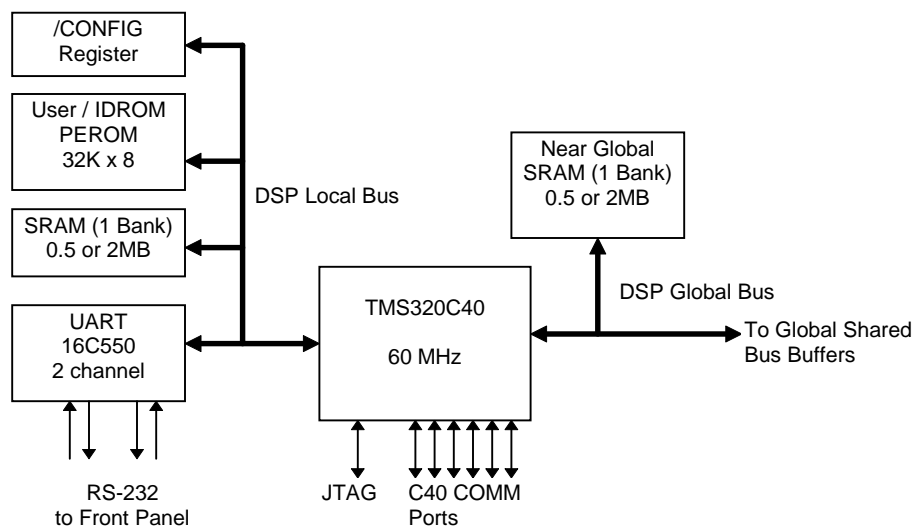 /CONFIG
Register
User / IDROM
PEROM
32K x 8
SRAM (1 Bank)
0.5 or 2MB
UART
16C550
2 channel
RS-232
to Front Panel
DSP Local Bus
TMS320C40
60 MHz
JTAG
C40 COMM
Ports
Near Global
SRAM (1 Bank)
0.5 or 2MB
DSP Global Bus
To Global Shared
Bus Buffers